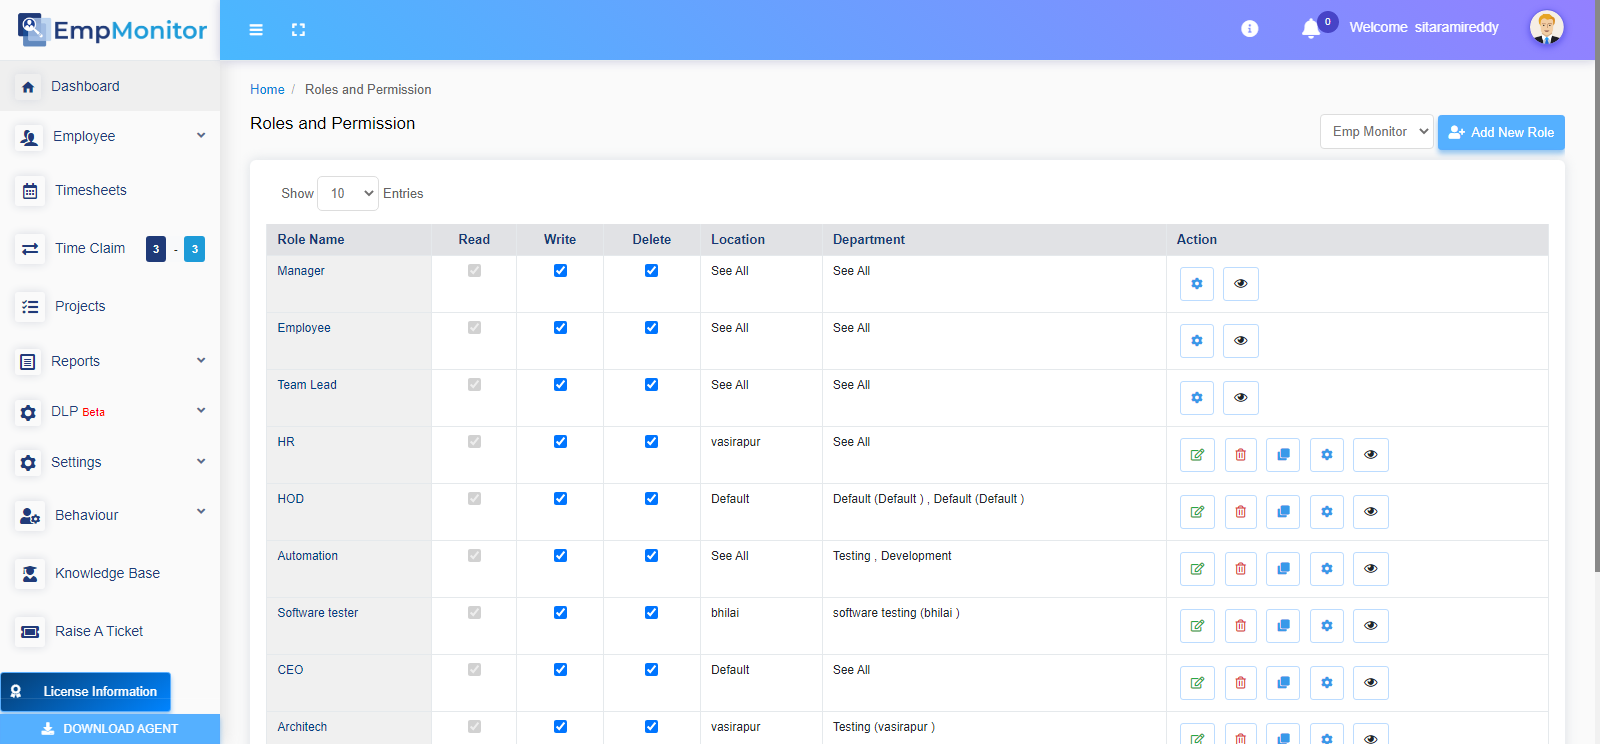 EmpMonitor
0
Welcome sitaramireddy
Dashboard
Employee
Timesheets
Time Claim 3 - 3
Projects
Reports
DLP Beta
Settings
Behaviour
Knowledge Base
Raise A Ticket
License Information
DOWNLOAD AGENT
Home / Roles and Permission
Roles and Permission
Emp Monitor
Add New Role
Show 10 Entries
Role Name Read Write Delete Location Department Action
Manager See All See All
Employee See All See All
Team Lead See All See All
HR vasirapur See All
HOD Default Default (Default ) , Default (Default )
Automation See All Testing , Development
Software tester bhilai software testing (bhilai )
CEO Default See All
Architech vasirapur Testing (vasirapur )